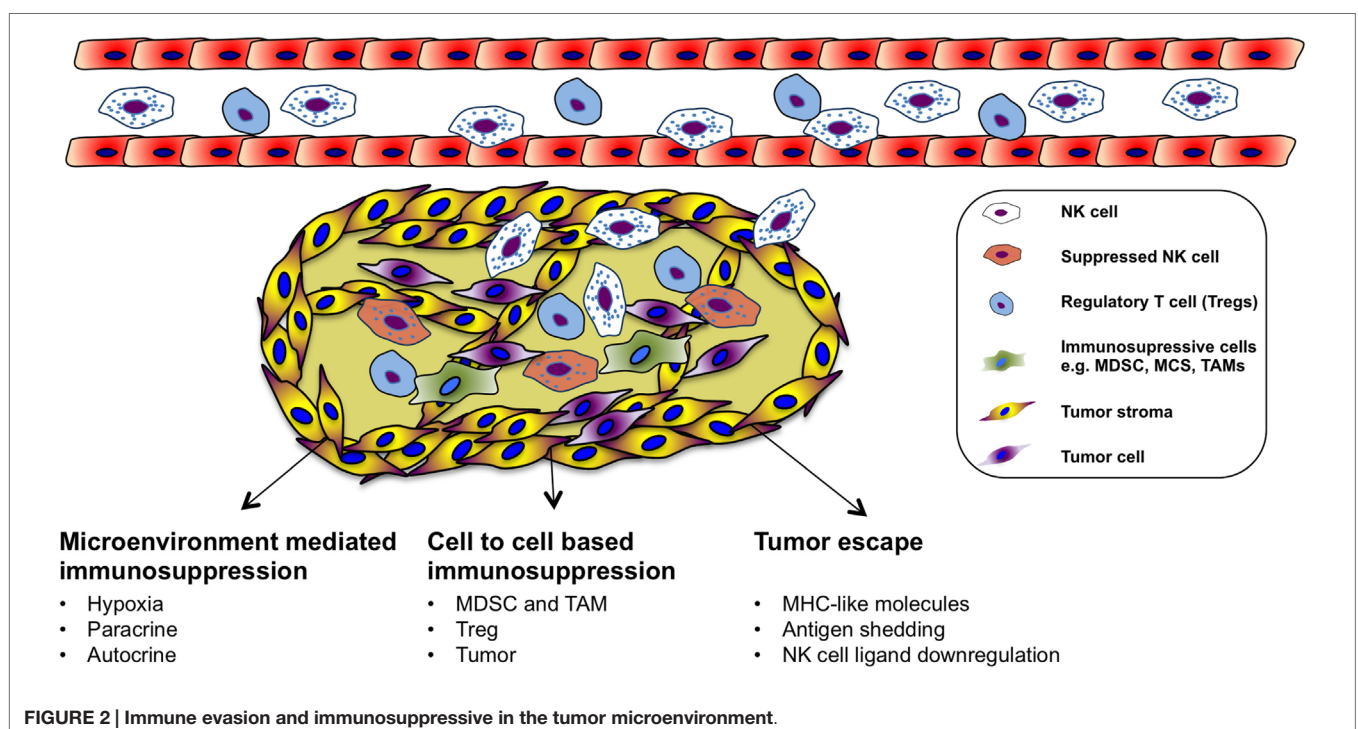 NK cell
Suppressed NK cell
Regulatory T cell (Tregs)
Immunosupressive cells
e.g. MDSC, MCS, TAMs
Tumor stroma
Tumor cell
Microenvironment mediated
immunosuppression
• Hypoxia
• Paracrine
• Autocrine
Cell to cell based
immunosuppression
• MDSC and TAM
• Treg
• Tumor
Tumor escape
• MHC-like molecules
• Antigen shedding
• NK cell ligand downregulation
FIGURE 2 | Immune evasion and immunosuppressive in the tumor microenvironment.